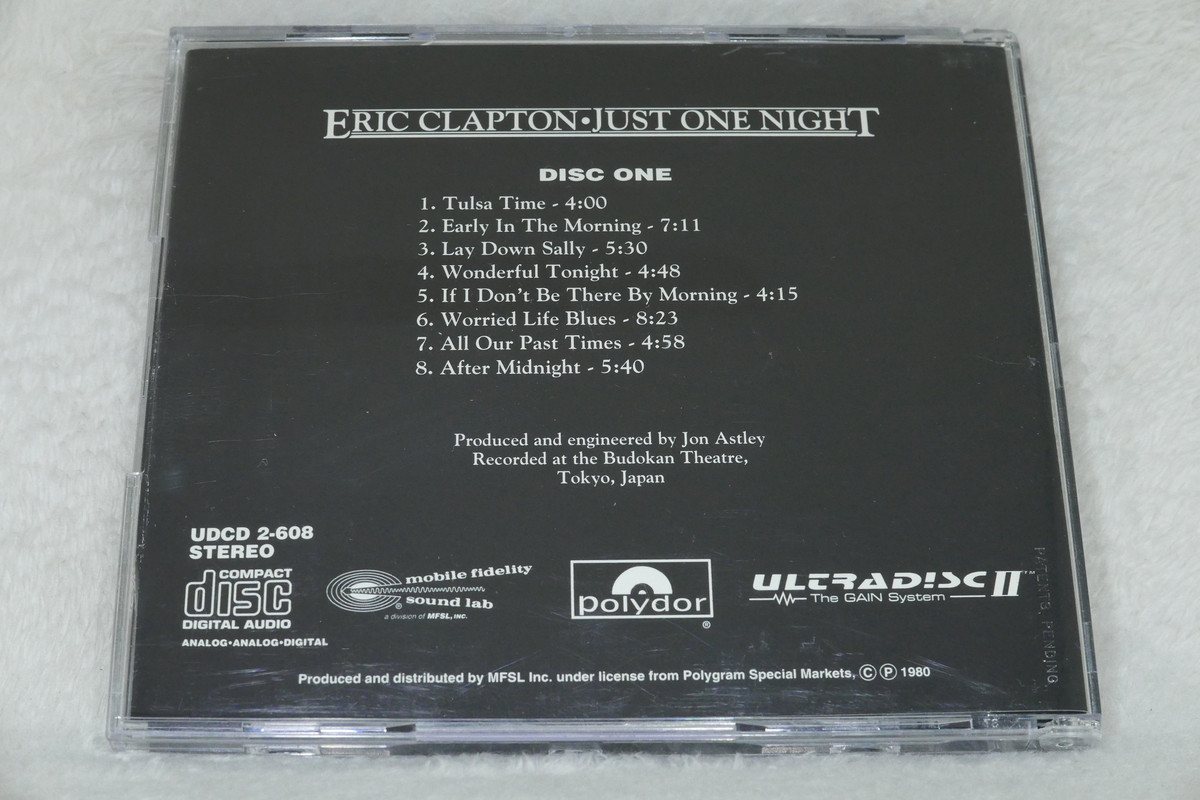 ERIC CLAPTON•JUST ONE NIGHT
DISC ONE
1. Tulsa Time - 4:00
2. Early In The Morning - 7:11
3. Lay Down Sally - 5:30
4. Wonderful Tonight - 4:48
5. If I Don't Be There By Morning - 4:15
6. Worried Life Blues - 8:23
7. All Our Past Times - 4:58
8. After Midnight - 5:40
Produced and engineered by Jon Astley
Recorded at the Budokan Theatre,
Tokyo, Japan
UDCD 2-608
STEREO
COMPACT
disc
DIGITAL AUDIO
ANALOG•ANALOG•DIGITAL
mobile fidelity
sound lab
®
a division of MFSL, INC.
polydor
®
ULTRADISC II™
The GAIN System
PATENTS PENDING
Produced and distributed by MFSL Inc. under license from Polygram Special Markets, Ⓒ Ⓟ 1980